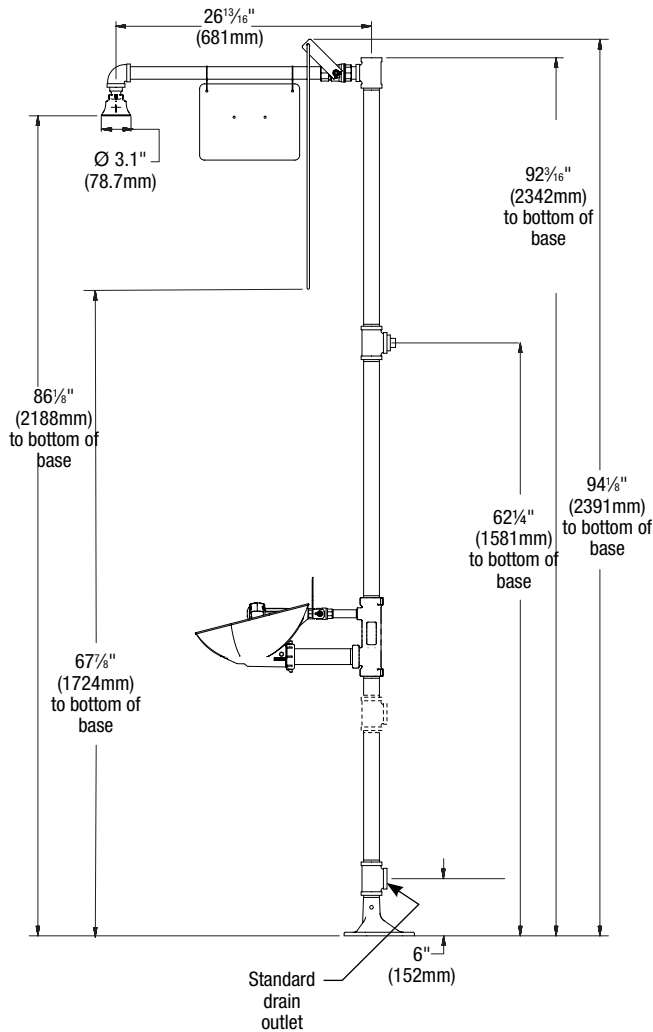 26¹³⁄₁₆"
(681mm)
Ø 3.1"
(78.7mm)
92³⁄₁₆"
(2342mm)
to bottom of
base
86⅛"
(2188mm)
to bottom of
base
94⅛"
(2391mm)
to bottom of
base
62¼"
(1581mm)
to bottom of
base
67⅞"
(1724mm)
to bottom of
base
6"
(152mm)
Standard
drain
outlet